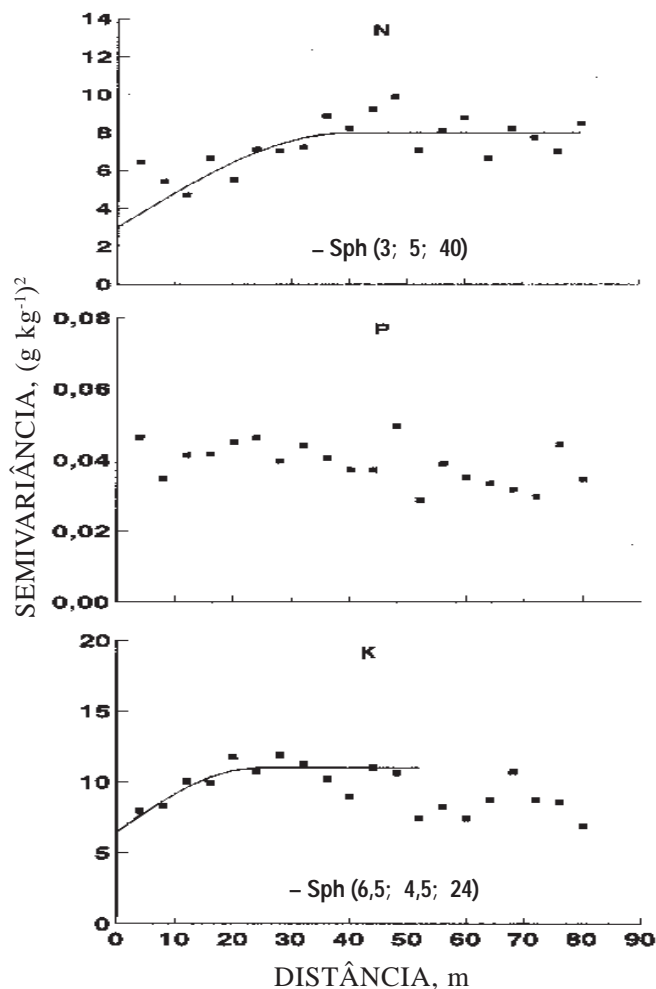 SEMIVARIÂNCIA, (g kg⁻¹)²
N
14
12
10
8
6
4
2
0
– Sph (3; 5; 40)
P
0,08
0,06
0,04
0,02
0,00
K
20
15
10
5
0
– Sph (6,5; 4,5; 24)
0 10 20 30 40 50 60 70 80 90
DISTÂNCIA, m